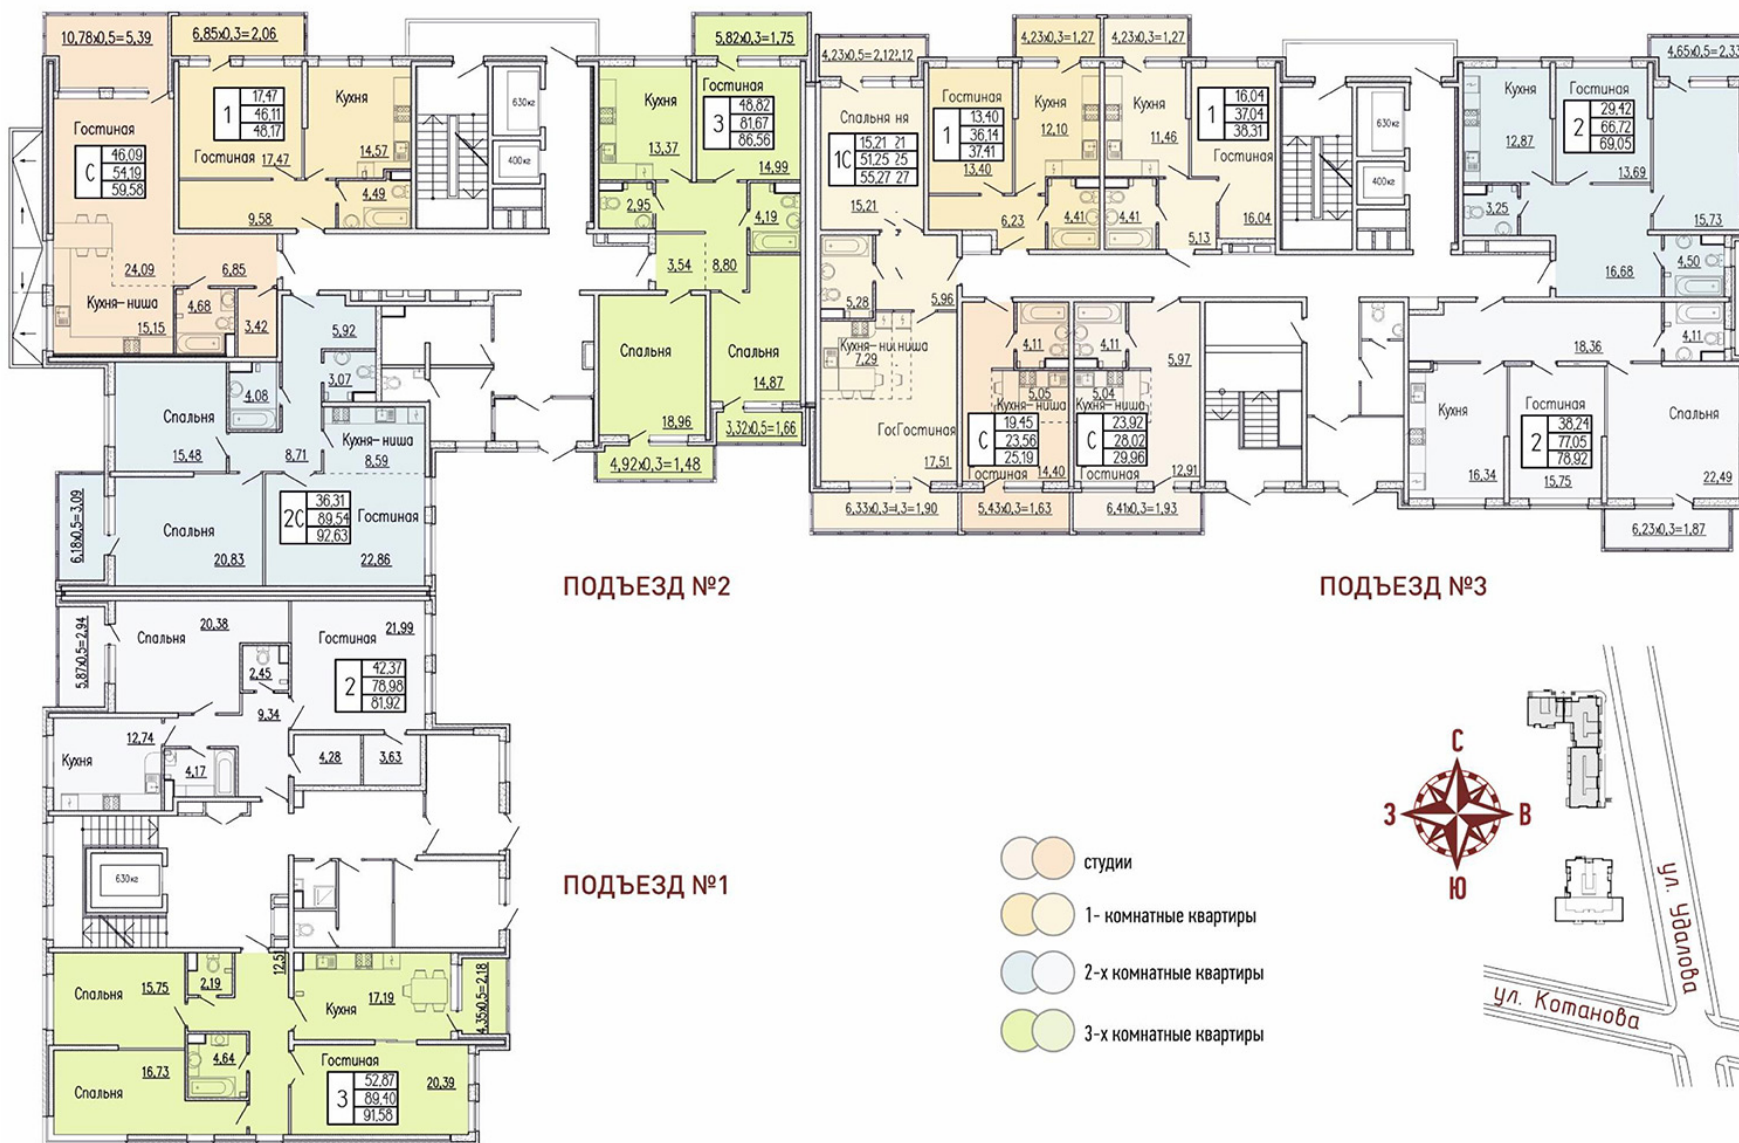 10,78x0,5=5,39
6,85x0,3=2,06
5,82x0,3=1,75
4,23x0,5=2,12
2,12
4,23x0,3=1,27
4,23x0,3=1,27
4,65x0,5=2,33
Гостиная
С
46,09
54,19
59,58
24,09
6,85
Кухня-ниша
15,15
4,68
3,42
1
17,47
46,11
48,17
Гостиная
17,47
Кухня
14,57
4,49
9,58
630кг
400кг
Кухня
13,37
Гостиная
3
48,82
81,67
86,56
14,99
2,95
4,19
3,54
8,80
Спальня
18,96
Спальня
14,87
3,32x0,5=1,66
4,92x0,3=1,48
5,92
3,07
4,08
Спальня
15,48
8,71
Кухня-ниша
8,59
6,18x0,5=3,09
Спальня
20,83
2С
36,31
89,54
92,63
Гостиная
22,86
Спальня ня
1С
15,21 21
51,25 25
55,27 27
15,21
5,28
5,96
Кухня-ни ниша
7,29
Гос Гостиная
17,51
6,33x0,3=1,90
Гостиная
1
13,40
36,14
37,41
13,40
Кухня
12,10
6,23
4,41
4,41
Кухня
11,46
1
16,04
37,04
38,31
Гостиная
16,04
5,13
4,11
5,05
Кухня-ниша
С
19,45
23,56
25,19
Гостиная
14,40
5,43x0,3=1,63
4,11
5,97
5,04
Кухня-ниша
С
23,92
28,02
29,96
Гостиная
12,91
6,41x0,3=1,93
630кг
400кг
Кухня
12,87
Гостиная
2
29,42
66,72
69,05
13,69
15,73
3,25
16,68
4,50
18,36
4,11
Кухня
16,34
Гостиная
2
38,24
77,05
78,92
15,75
Спальня
22,49
6,23x0,3=1,87
ПОДЪЕЗД №2
ПОДЪЕЗД №3
5,87x0,5=2,94
Спальня
20,38
Гостиная
21,99
2
42,37
78,98
81,92
2,45
9,34
Кухня
12,74
4,17
4,28
3,63
630кг
ПОДЪЕЗД №1
12,51
Спальня
15,75
2,19
Кухня
17,19
4,35x0,5=2,18
Спальня
16,73
4,64
Гостиная
3
52,87
89,40
91,58
20,39
студии
1- комнатные квартиры
2-х комнатные квартиры
3-х комнатные квартиры
С
З
В
Ю
ул. Удалова
ул. Котанова